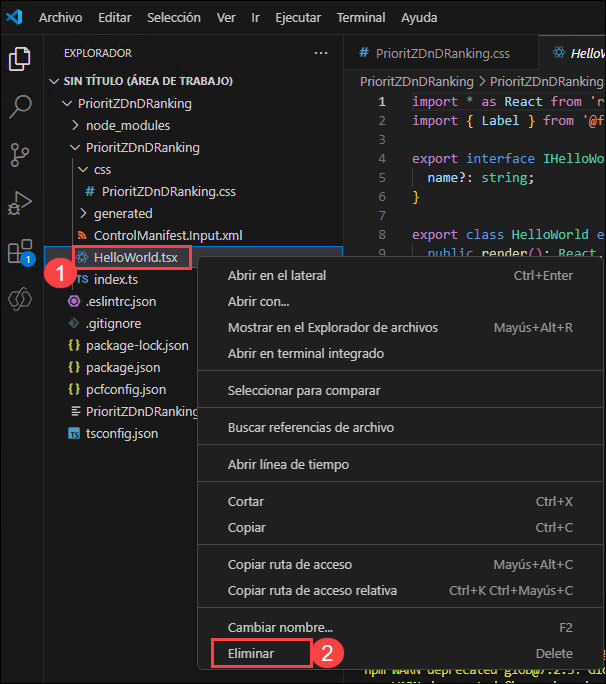 Archivo Editar Selección Ver Ir Ejecutar Terminal Ayuda
EXPLORADOR ...
SIN TÍTULO (ÁREA DE TRABAJO)
PrioritZDnDRanking
node_modules
PrioritZDnDRanking
css
# PrioritZDnDRanking.css
generated
ControlManifest.Input.xml
1 HelloWorld.tsx
TS index.ts
.eslintrc.json
.gitignore
{} package-lock.json
{} package.json
{} pcfconfig.json
PrioritZDnDRanking
TS tsconfig.json
1
# PrioritZDnDRanking.css HelloW
PrioritZDnDRanking > PrioritZDnDRanking
1 import * as React from 'r
2 import { Label } from '@f
3
4 export interface IHelloWo
5 name?: string;
6 }
7
8 export class HelloWorld e
9 public render(): React.
Abrir en el lateral Ctrl+Enter
Abrir con...
Mostrar en el Explorador de archivos Mayús+Alt+R
Abrir en terminal integrado
Seleccionar para comparar
Buscar referencias de archivo
Abrir línea de tiempo
Cortar Ctrl+X
Copiar Ctrl+C
Copiar ruta de acceso Mayús+Alt+C
Copiar ruta de acceso relativa Ctrl+K Ctrl+Mayús+C
Cambiar nombre... F2
Eliminar 2 Delete
npm WARN deprecated glob@7.2.3: Gl